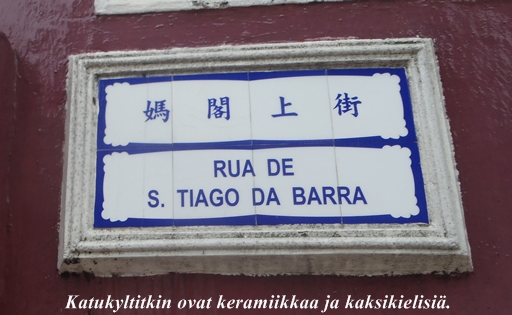 媽閣上街
RUA DE
S. TIAGO DA BARRA
Katukyltitkin ovat keramiikkaa ja kaksikielisiä.